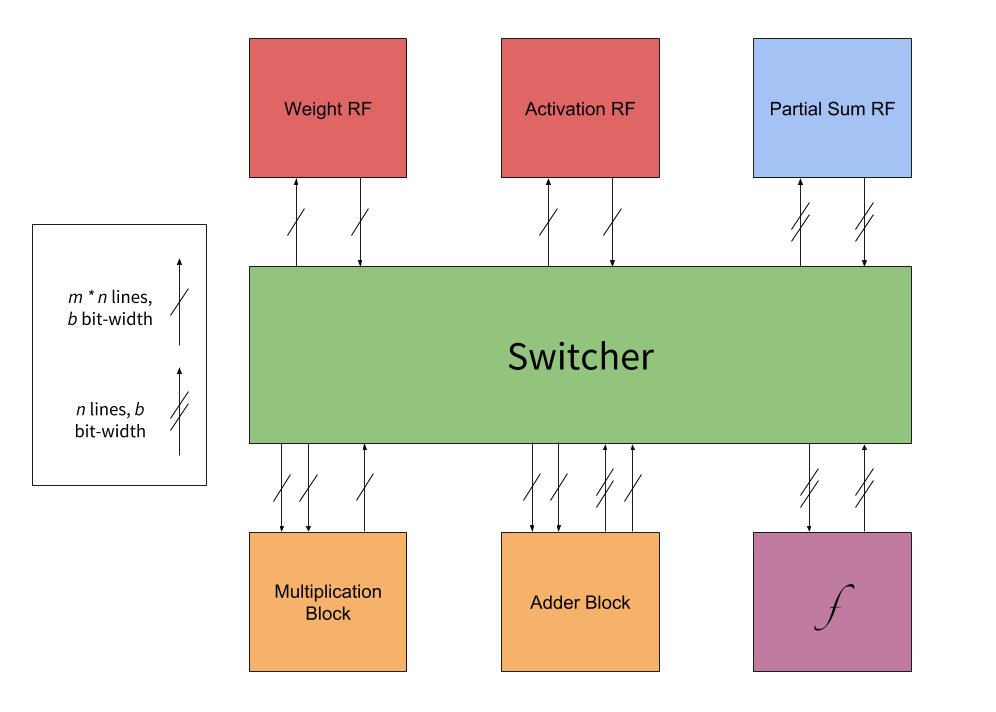 Weight RF
Activation RF
Partial Sum RF
m * n lines,
b bit-width
n lines, b
bit-width
Switcher
Multiplication
Block
Adder Block
f